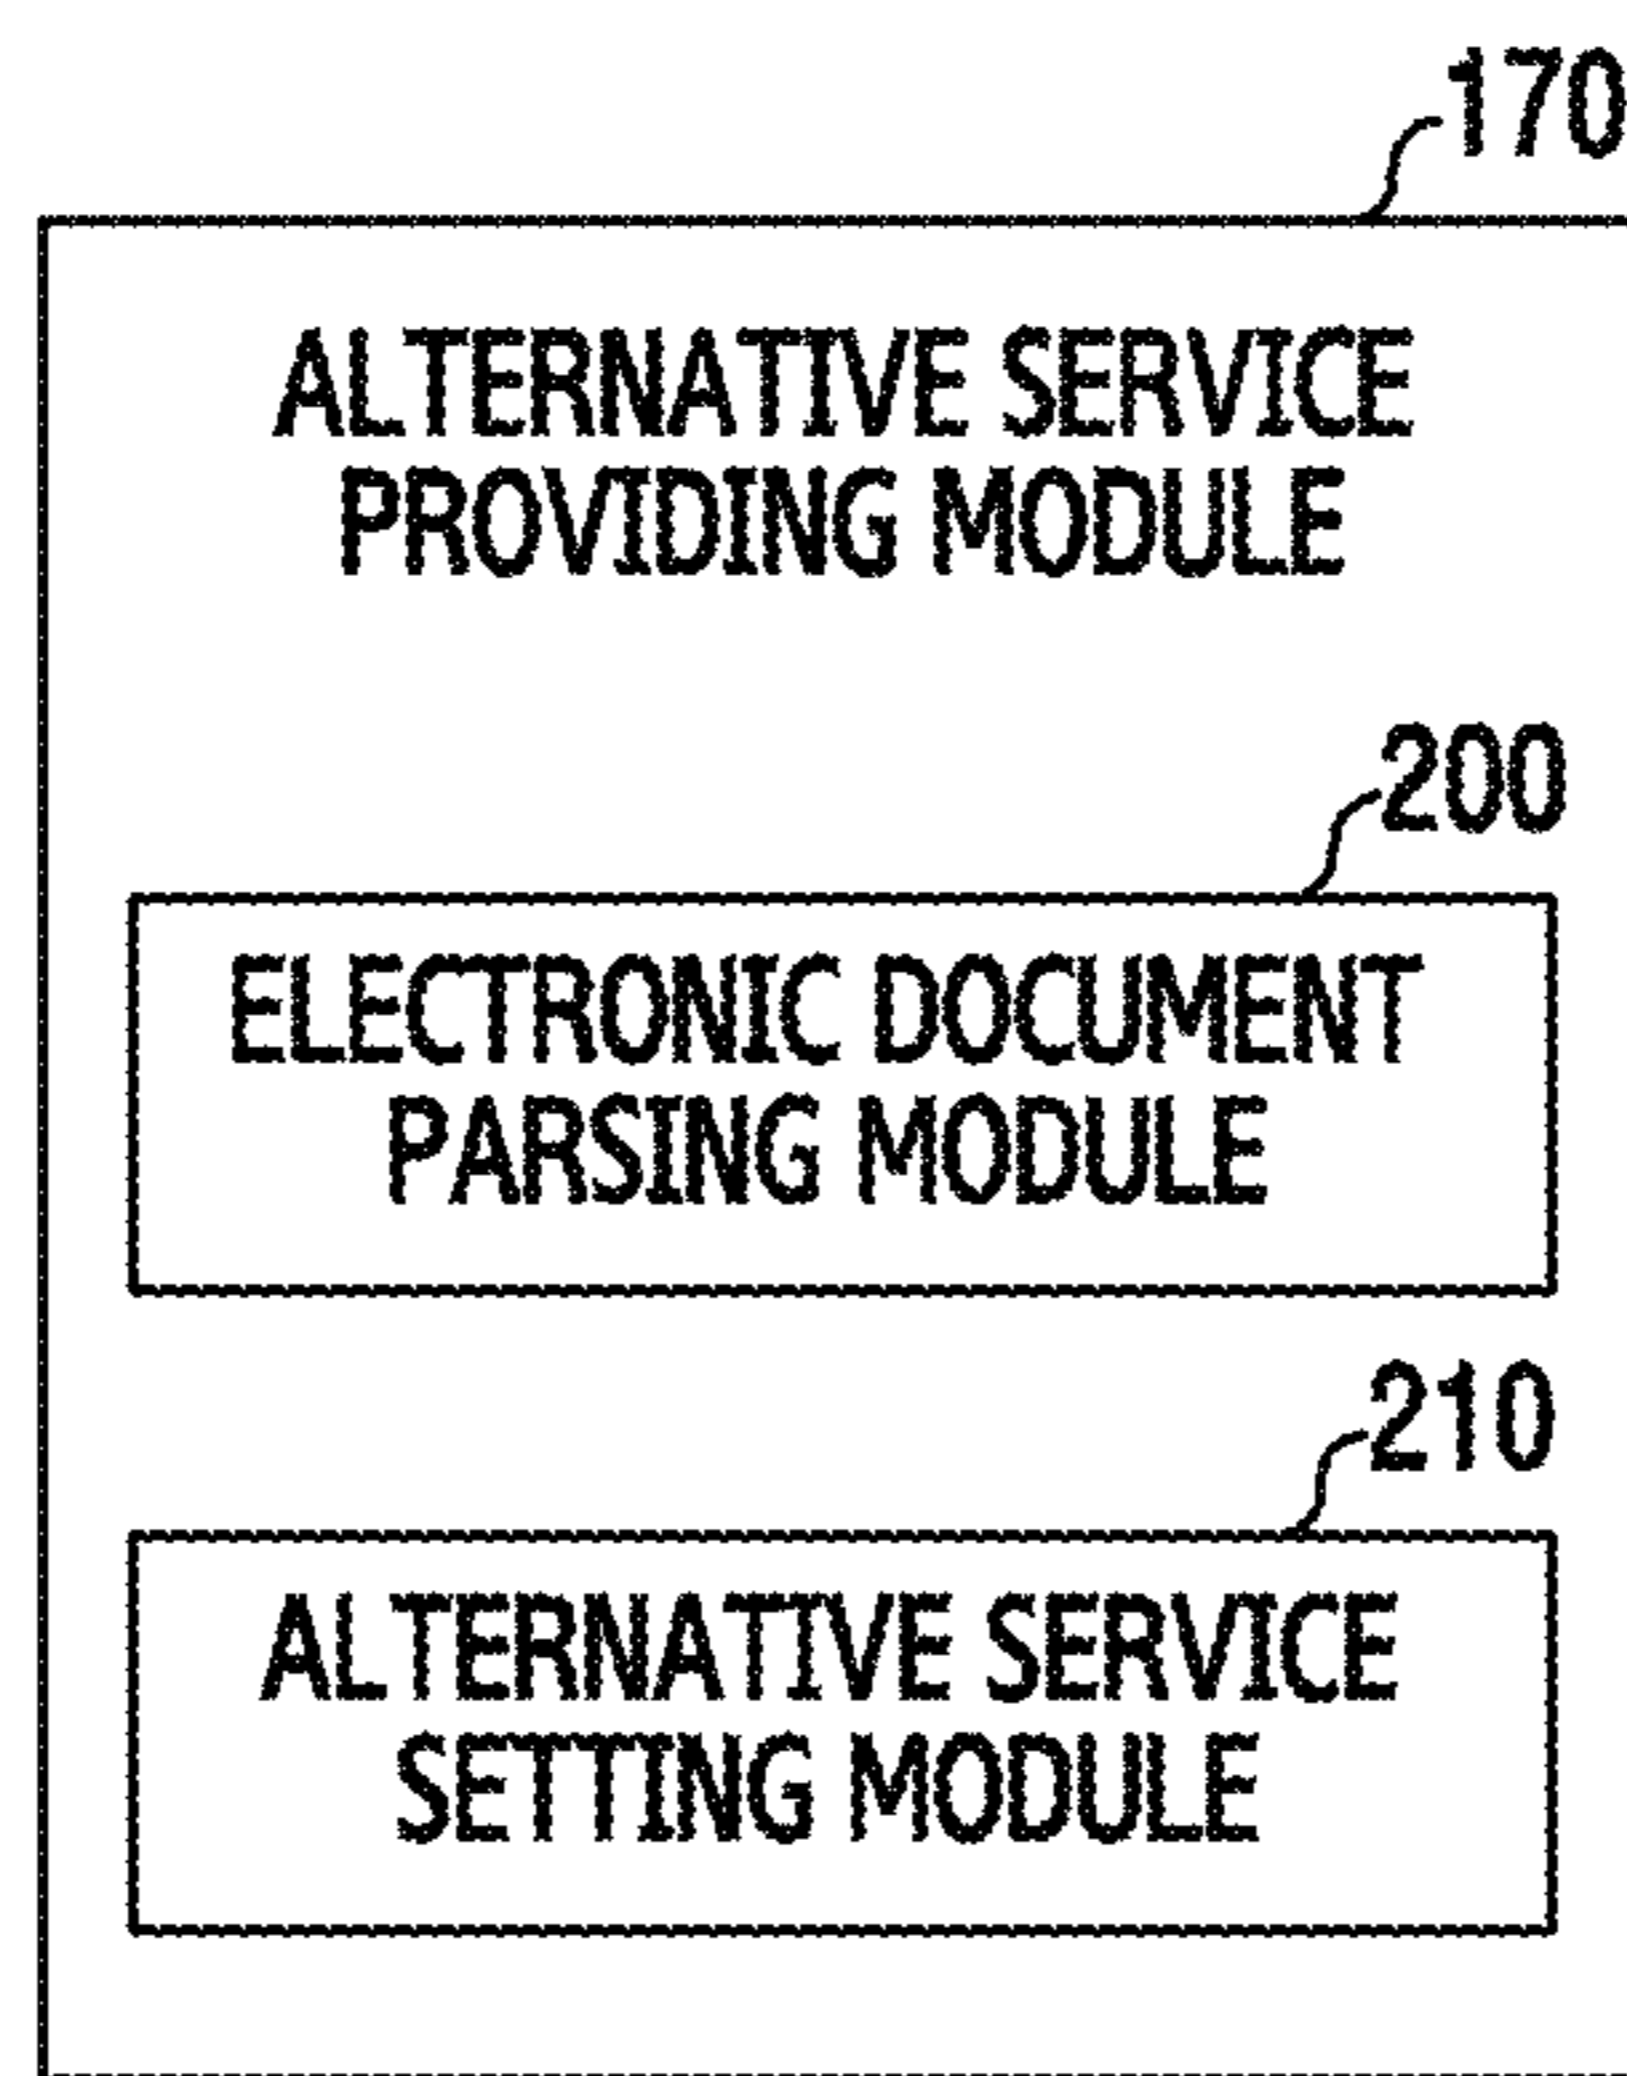 170
ALTERNATIVE SERVICE
PROVIDING MODULE
200
ELECTRONIC DOCUMENT
PARSING MODULE
210
ALTERNATIVE SERVICE
SETTING MODULE